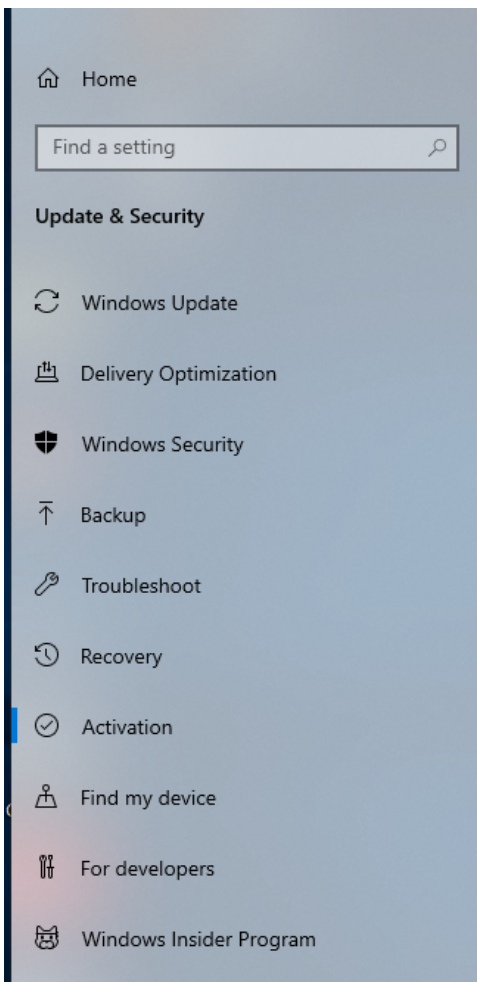 Home
Find a setting
Update & Security
Windows Update
Delivery Optimization
Windows Security
Backup
Troubleshoot
Recovery
Activation
Find my device
For developers
Windows Insider Program